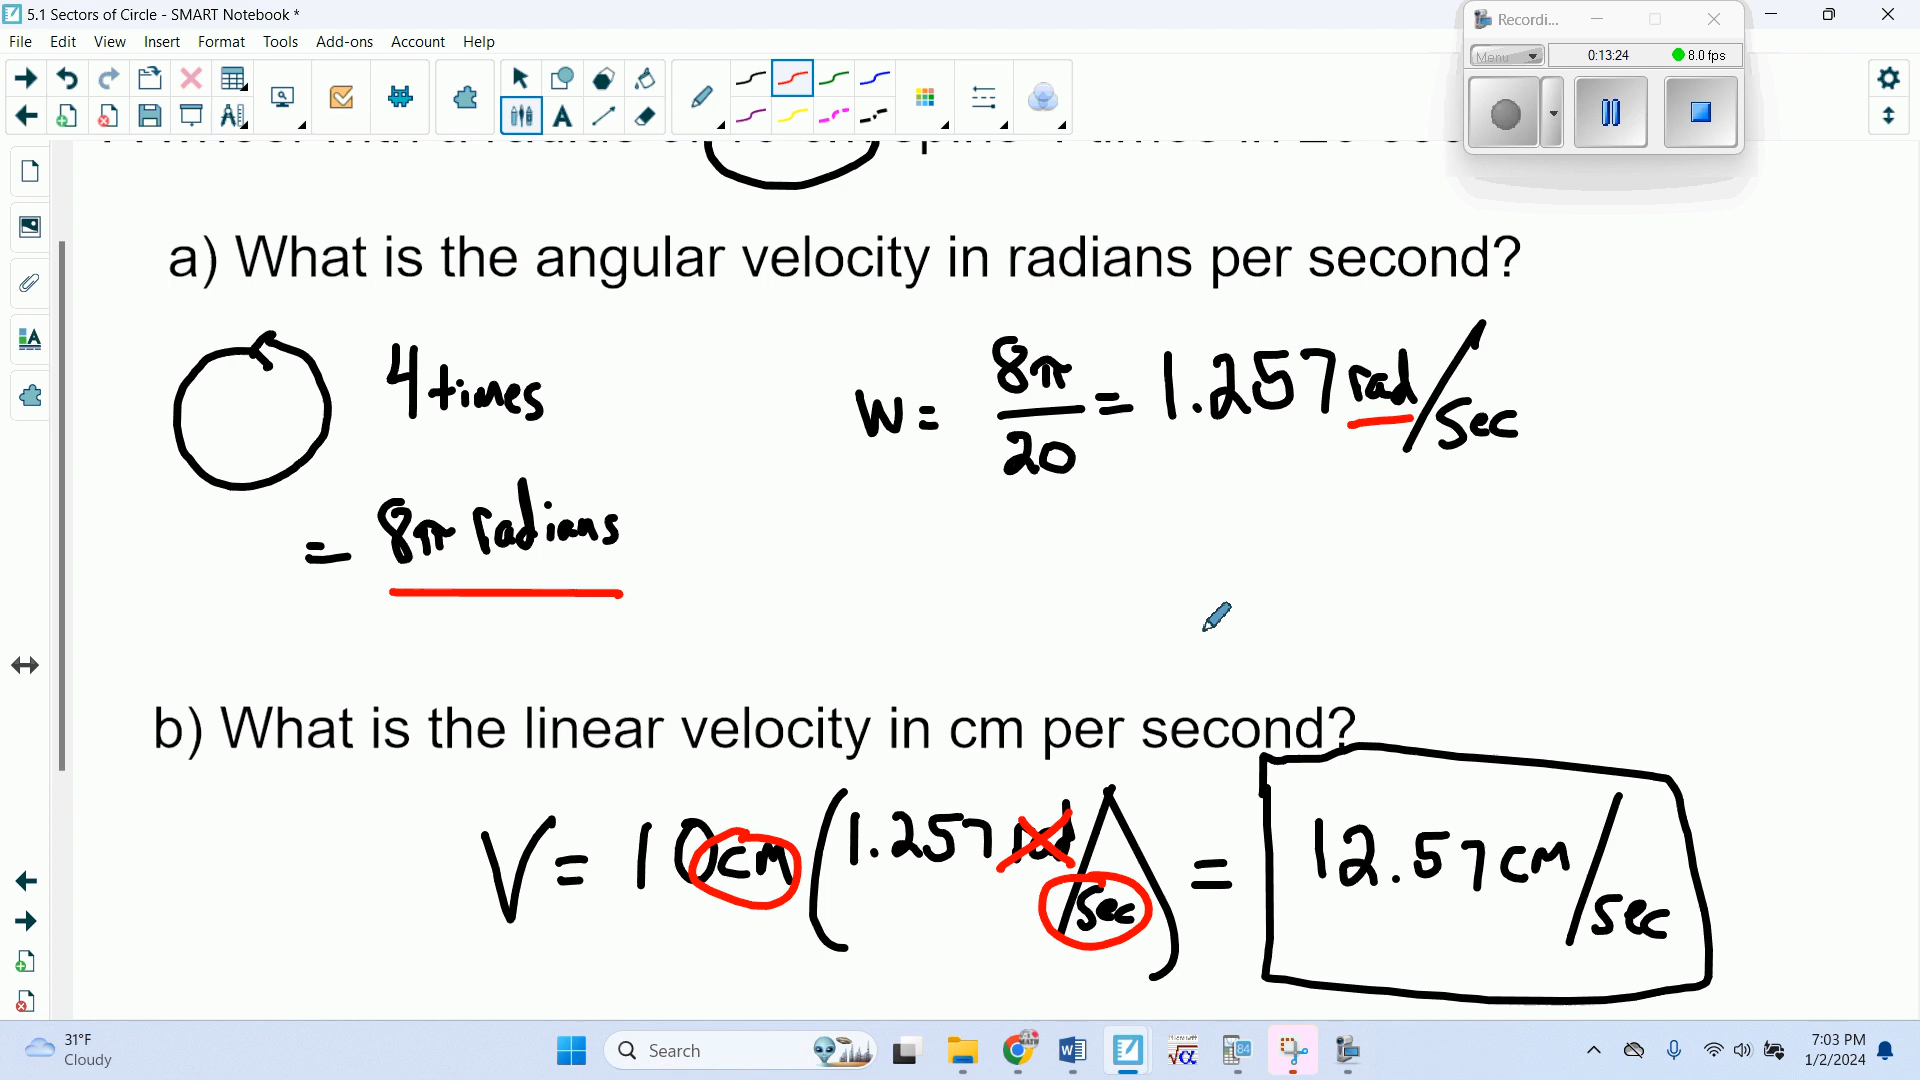 5.1 Sectors of Circle - SMART Notebook *
Recordi...
File Edit View Insert Format Tools Add-ons Account Help
Menu 0:13:24 8.0 fps
a) What is the angular velocity in radians per second?
4 times
W = 8π/20 = 1.257 rad/sec
= 8π radians
b) What is the linear velocity in cm per second?
V = 10cm (1.257 rad/sec) = 12.57 cm/sec
31°F
Cloudy
Search
7:03 PM
1/2/2024